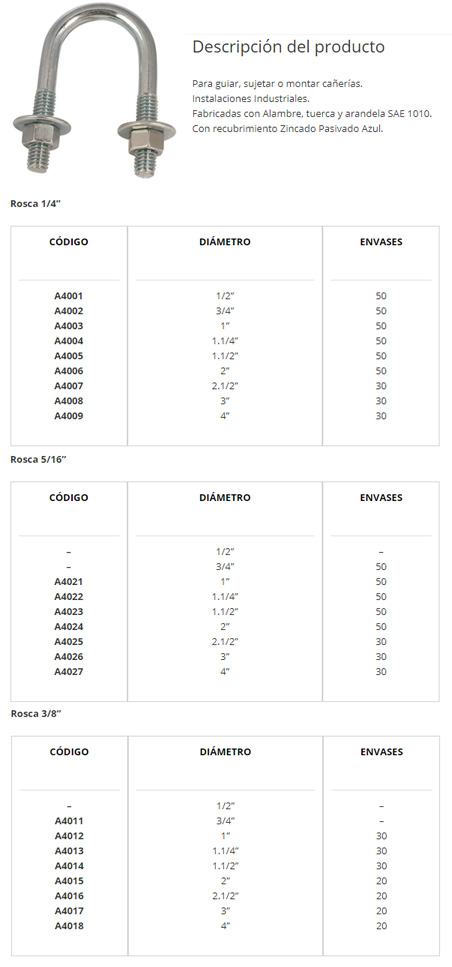 Descripción del producto
Para guiar, sujetar o montar cañerías.
Instalaciones Industriales.
Fabricadas con Alambre, tuerca y arandela SAE 1010.
Con recubrimiento Zincado Pasivado Azul.
Rosca 1/4”
CÓDIGO DIÁMETRO ENVASES
A4001 1/2” 50
A4002 3/4” 50
A4003 1” 50
A4004 1.1/4” 50
A4005 1.1/2” 50
A4006 2” 50
A4007 2.1/2” 30
A4008 3” 30
A4009 4” 30
Rosca 5/16”
CÓDIGO DIÁMETRO ENVASES
– 1/2” –
– 3/4” 50
A4021 1” 50
A4022 1.1/4” 50
A4023 1.1/2” 50
A4024 2” 50
A4025 2.1/2” 30
A4026 3” 30
A4027 4” 30
Rosca 3/8”
CÓDIGO DIÁMETRO ENVASES
– 1/2” –
A4011 3/4” –
A4012 1” 30
A4013 1.1/4” 30
A4014 1.1/2” 30
A4015 2” 20
A4016 2.1/2” 20
A4017 3” 20
A4018 4” 20